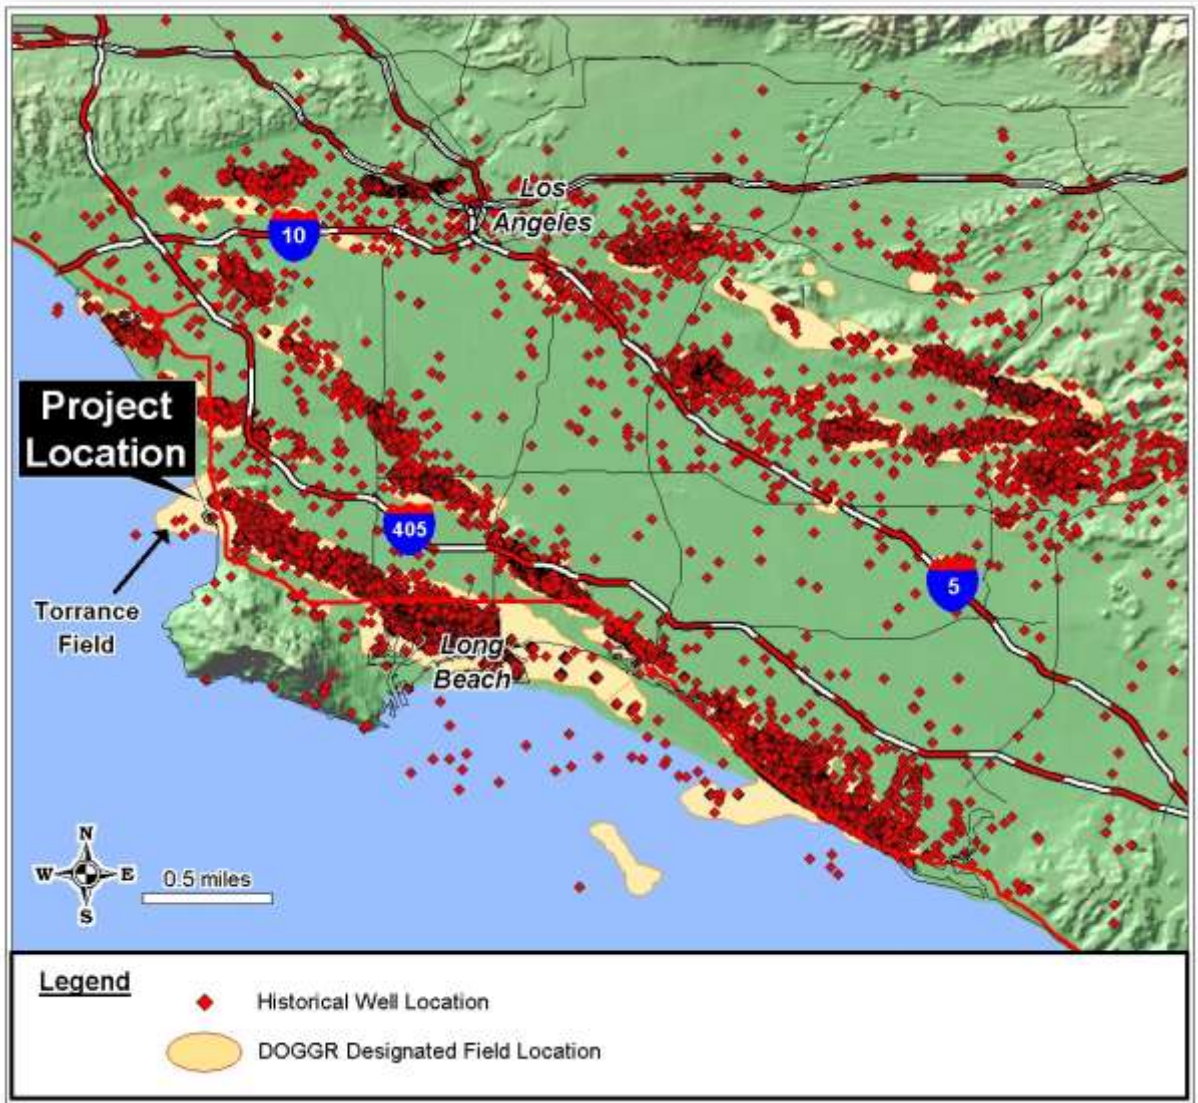 Los
Angeles
10
Project
Location
405
5
Torrance
Field
Long
Beach
N
W
E
S
0.5 miles
Legend
Historical Well Location
DOGGR Designated Field Location